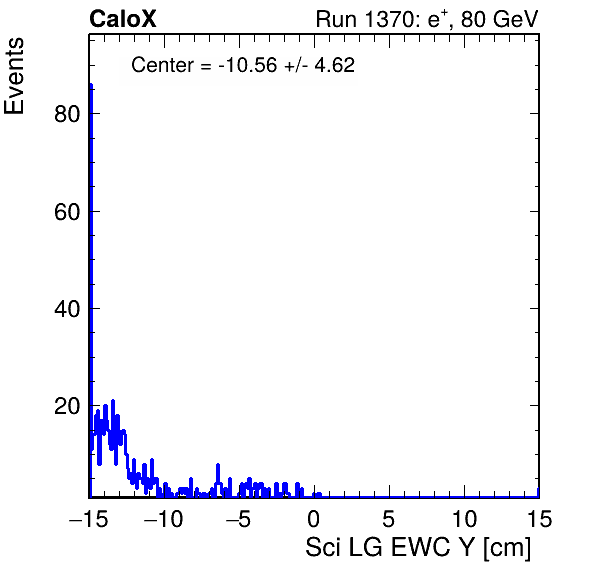 CaloX Run 1370: e⁺, 80 GeV
Center = -10.56 +/- 4.62
Events
80
60
40
20
−15 −10 −5 0 5 10 15
Sci LG EWC Y [cm]